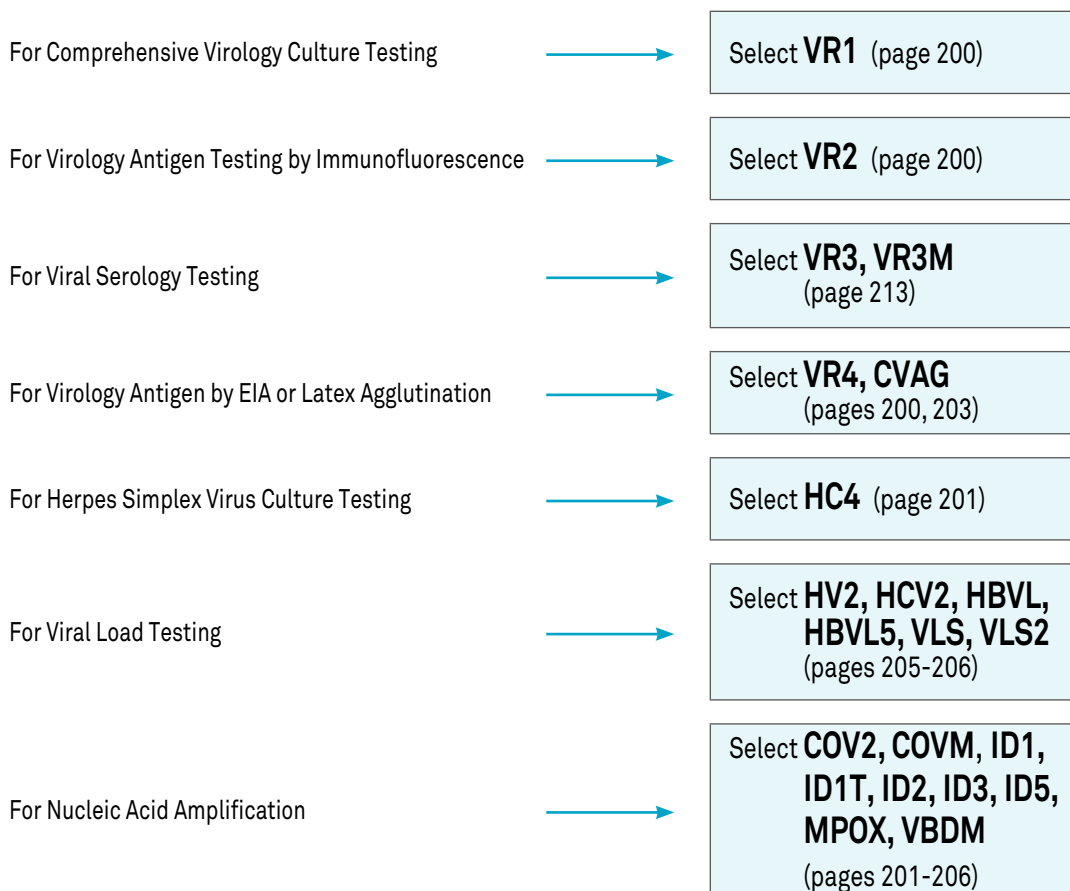 For Comprehensive Virology Culture Testing
Select VR1 (page 200)
For Virology Antigen Testing by Immunofluorescence
Select VR2 (page 200)
For Viral Serology Testing
Select VR3, VR3M
(page 213)
For Virology Antigen by EIA or Latex Agglutination
Select VR4, CVAG
(pages 200, 203)
For Herpes Simplex Virus Culture Testing
Select HC4 (page 201)
For Viral Load Testing
Select HV2, HCV2, HBVL,
HBVL5, VLS, VLS2
(pages 205-206)
For Nucleic Acid Amplification
Select COV2, COVM, ID1,
ID1T, ID2, ID3, ID5,
MPOX, VBDM
(pages 201-206)